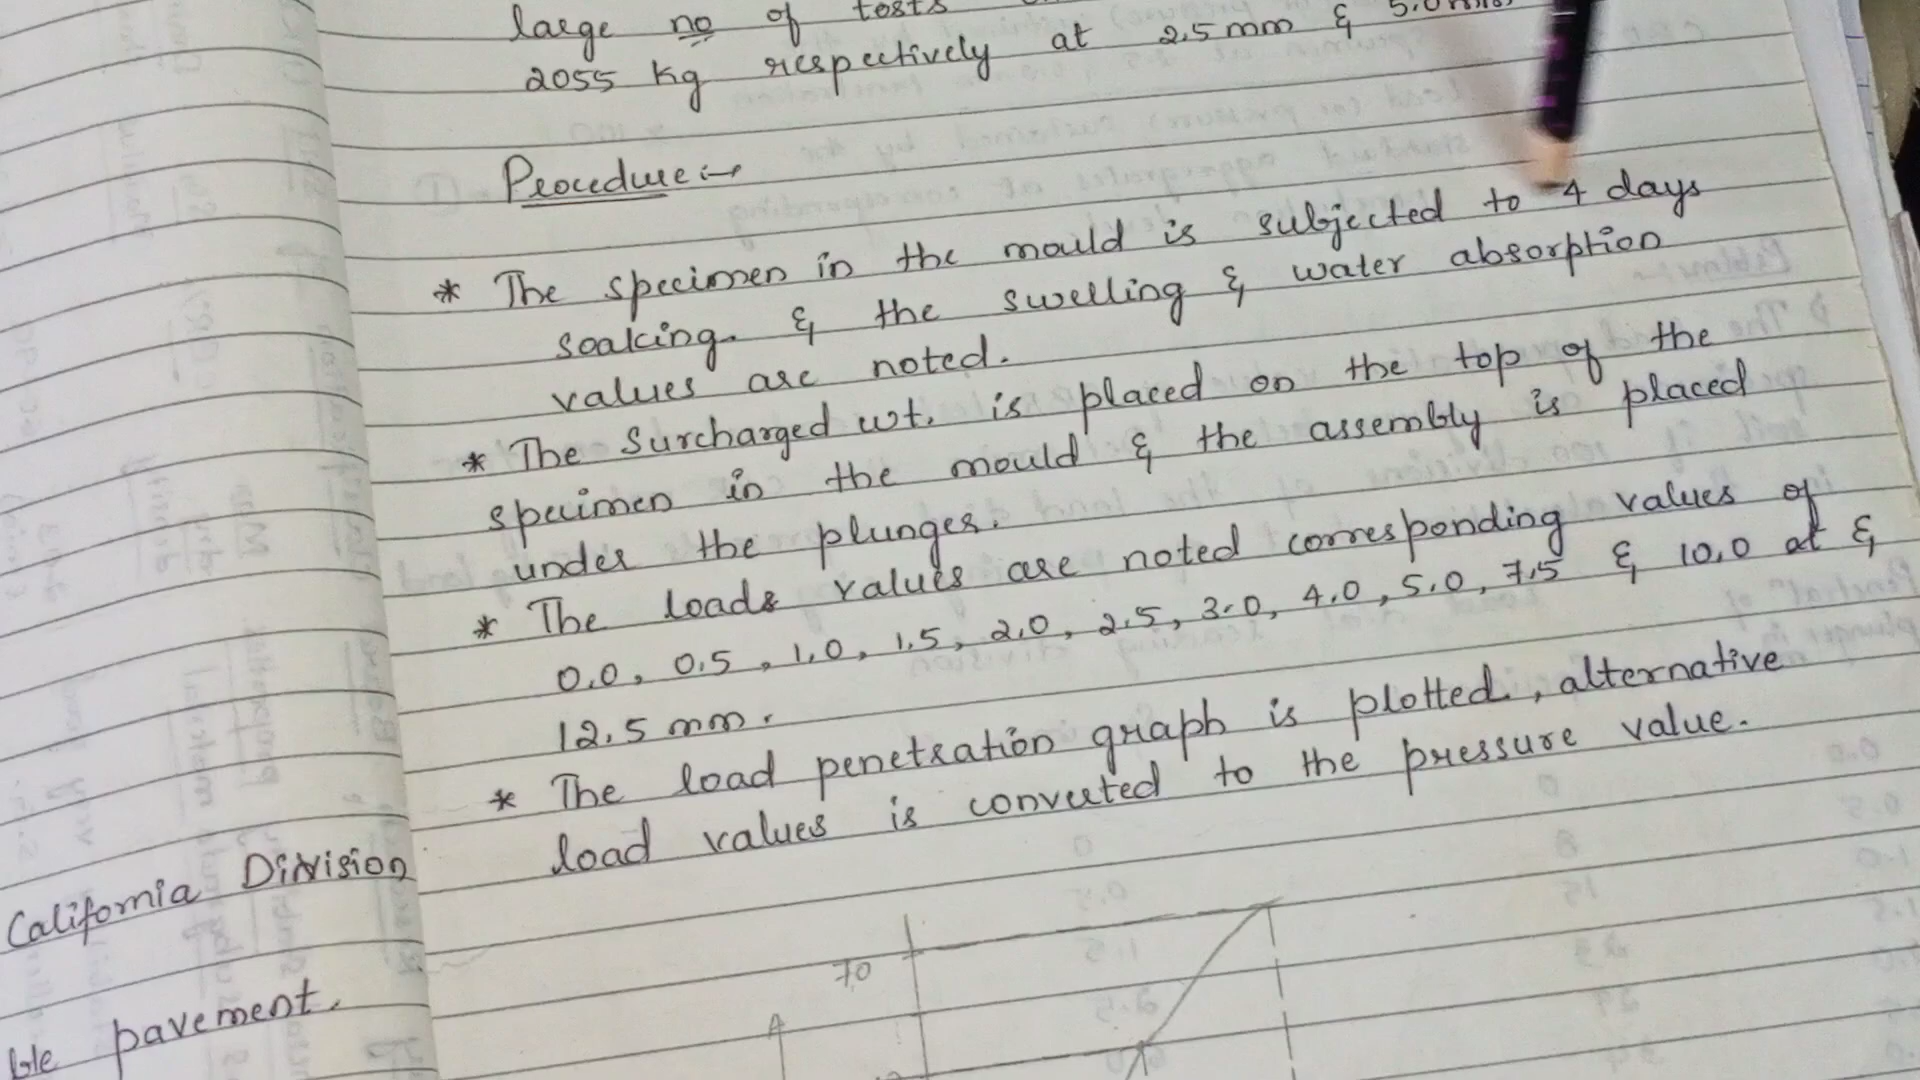 large no of tests
2055 Kg respectively at 2.5 mm & 5.0 mm
Procedure :-
* The specimen in the mould is subjected to 4 days
soaking. & the swelling & water absorption
values are noted.
* The Surcharged wt. is placed on the top of the
specimen in the mould & the assembly is placed
under the plunges.
* The loads values are noted corresponding values of
0.0, 0.5, 1.0, 1.5, 2.0, 2.5, 3.0, 4.0, 5.0, 7.5 & 10.0 at &
12.5 mm.
* The load penetration graph is plotted, alternative
load values is converted to the pressure value.
California Division
ble pavement.
70